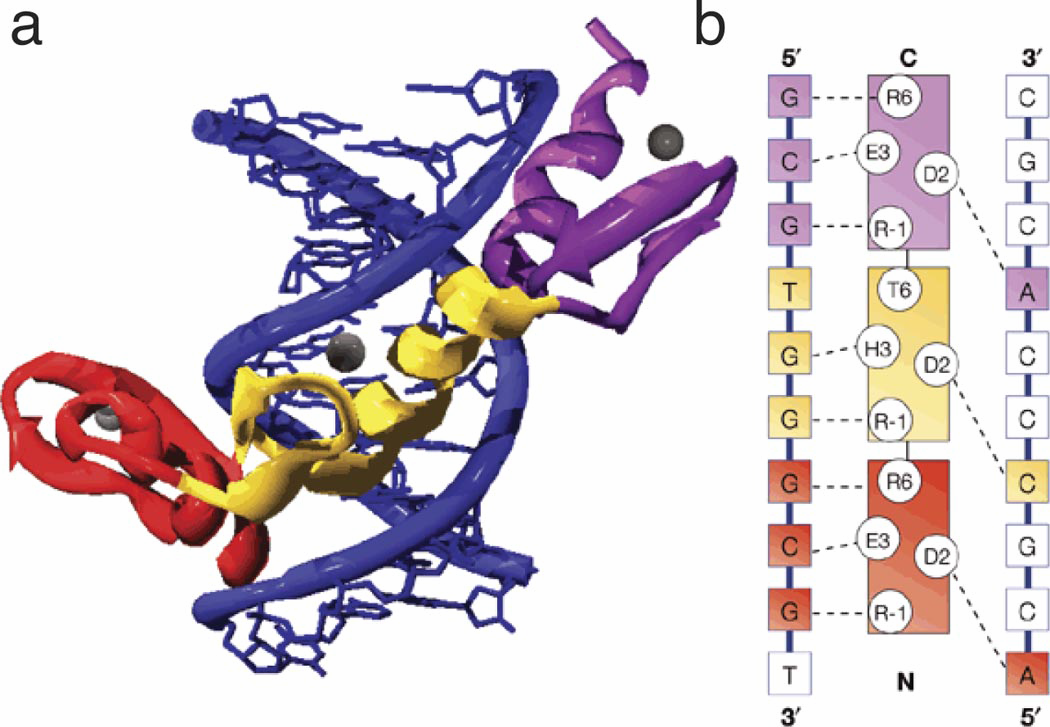 a
b
5′ C 3′
G R6 C
C E3 D2 G
G R-1 C
T T6 A
G H3 D2 C
G R-1 C
G R6 C
C E3 D2 G
G R-1 C
T N A
3′ 5′